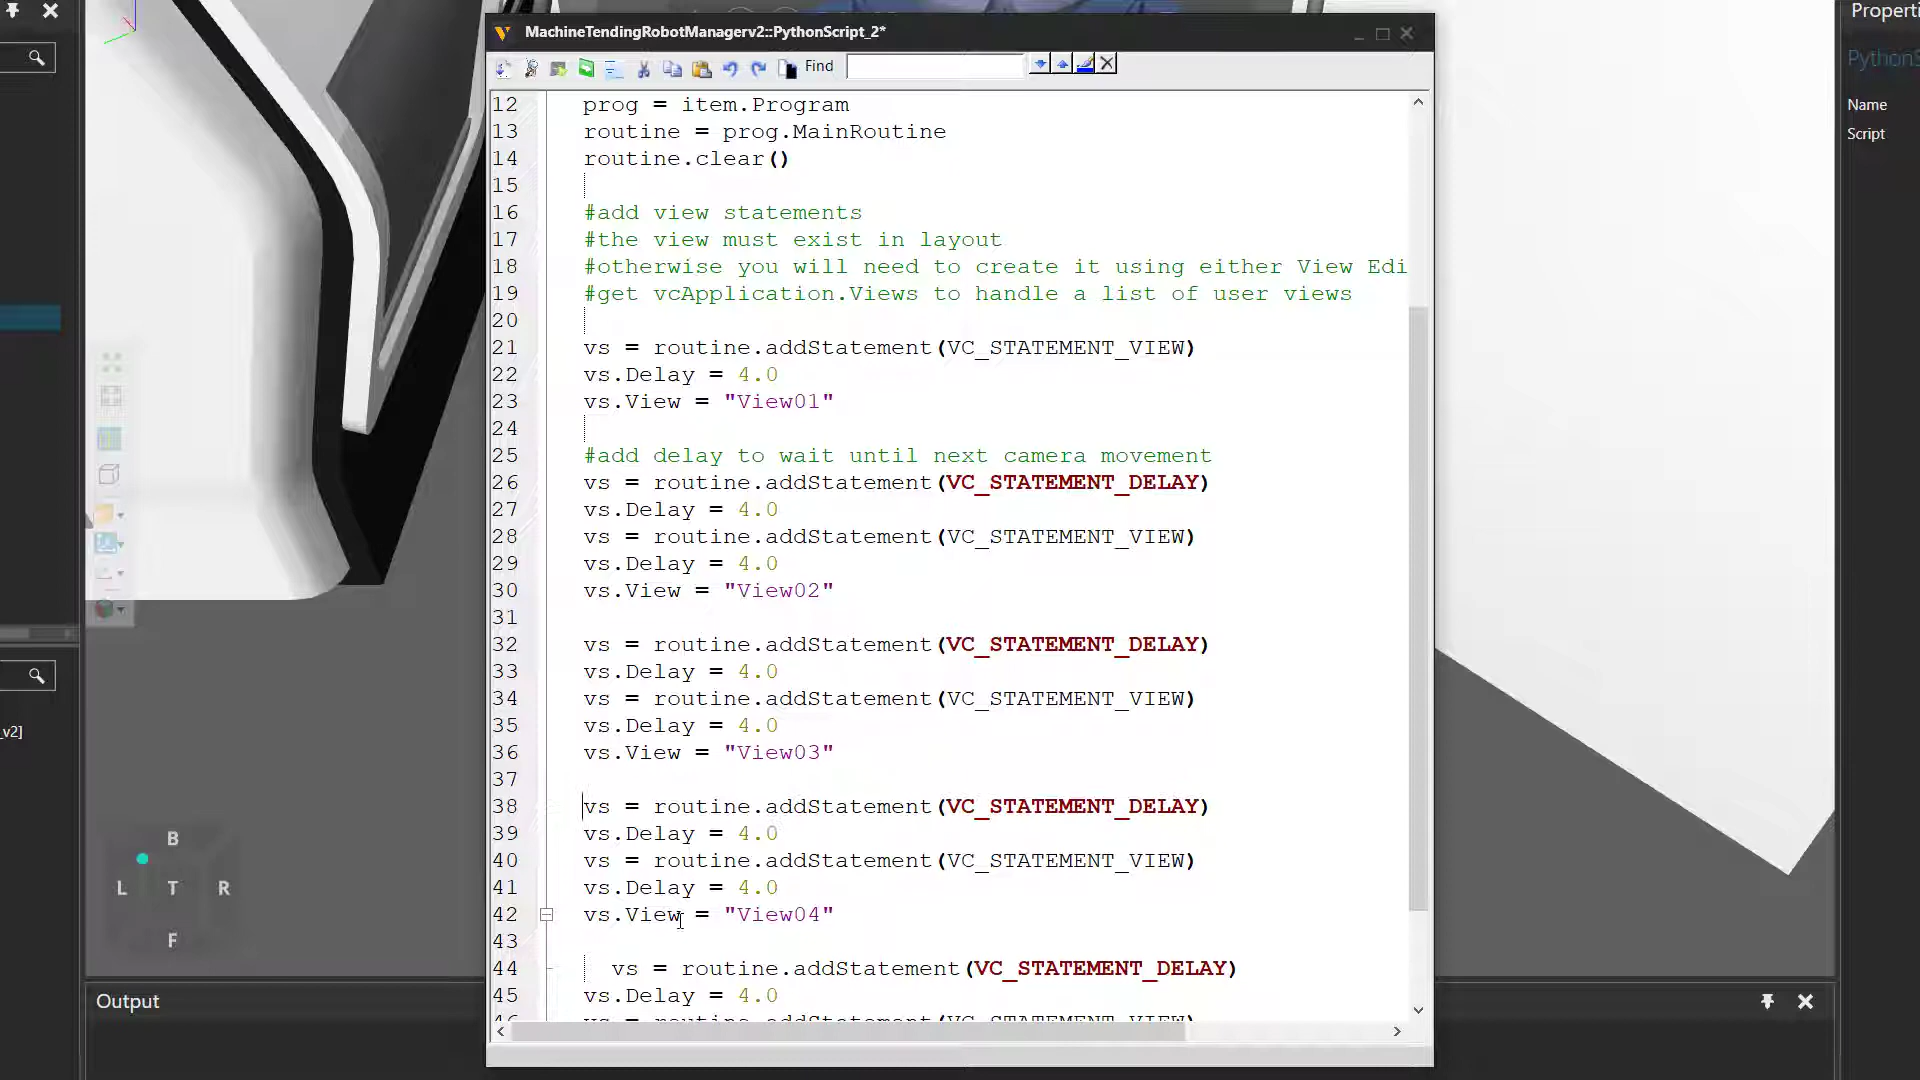 MachineTendingRobotManagerv2::PythonScript_2*
Find
12 prog = item.Program
13 routine = prog.MainRoutine
14 routine.clear()
15
16 #add view statements
17 #the view must exist in layout
18 #otherwise you will need to create it using either View Edi
19 #get vcApplication.Views to handle a list of user views
20
21 vs = routine.addStatement(VC_STATEMENT_VIEW)
22 vs.Delay = 4.0
23 vs.View = "View01"
24
25 #add delay to wait until next camera movement
26 vs = routine.addStatement(VC_STATEMENT_DELAY)
27 vs.Delay = 4.0
28 vs = routine.addStatement(VC_STATEMENT_VIEW)
29 vs.Delay = 4.0
30 vs.View = "View02"
31
32 vs = routine.addStatement(VC_STATEMENT_DELAY)
33 vs.Delay = 4.0
34 vs = routine.addStatement(VC_STATEMENT_VIEW)
35 vs.Delay = 4.0
36 vs.View = "View03"
37
38 vs = routine.addStatement(VC_STATEMENT_DELAY)
39 vs.Delay = 4.0
40 vs = routine.addStatement(VC_STATEMENT_VIEW)
41 vs.Delay = 4.0
42 vs.View = "View04"
43
44 vs = routine.addStatement(VC_STATEMENT_DELAY)
45 vs.Delay = 4.0
46 vs = routine.addStatement(VC_STATEMENT_VIEW)
_v2]
B
L T R
F
Output
Properti
PythonS
Name
Script